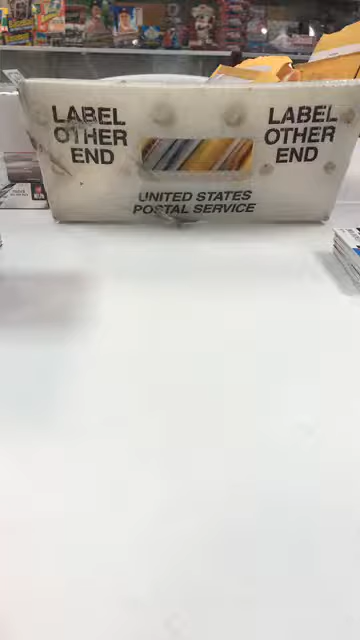 LABEL
OTHER
END
LABEL
OTHER
END
UNITED STATES
POSTAL SERVICE